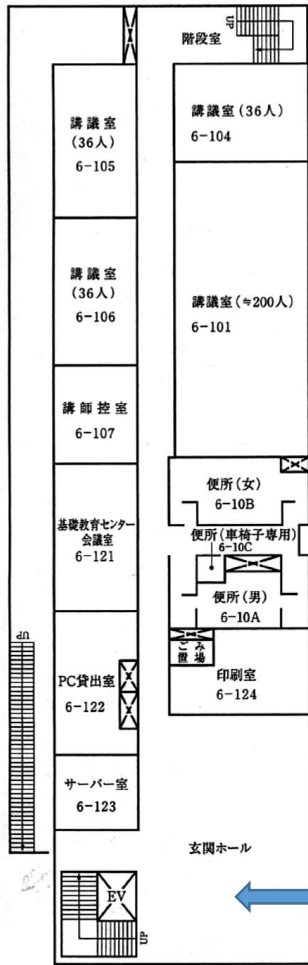 UP
階段室
講議室
(36人)
6-105
講議室(36人)
6-104
講議室
(36人)
6-106
講議室(≒200人)
6-101
講師控室
6-107
便所(女)
6-10B
基礎教育センター
会議室
6-121
便所(車椅子専用)
6-10C
便所(男)
6-10A
UP
PC貸出室
6-122
ごみ
置場
印刷室
6-124
サーバー室
6-123
玄関ホール
EV
UP